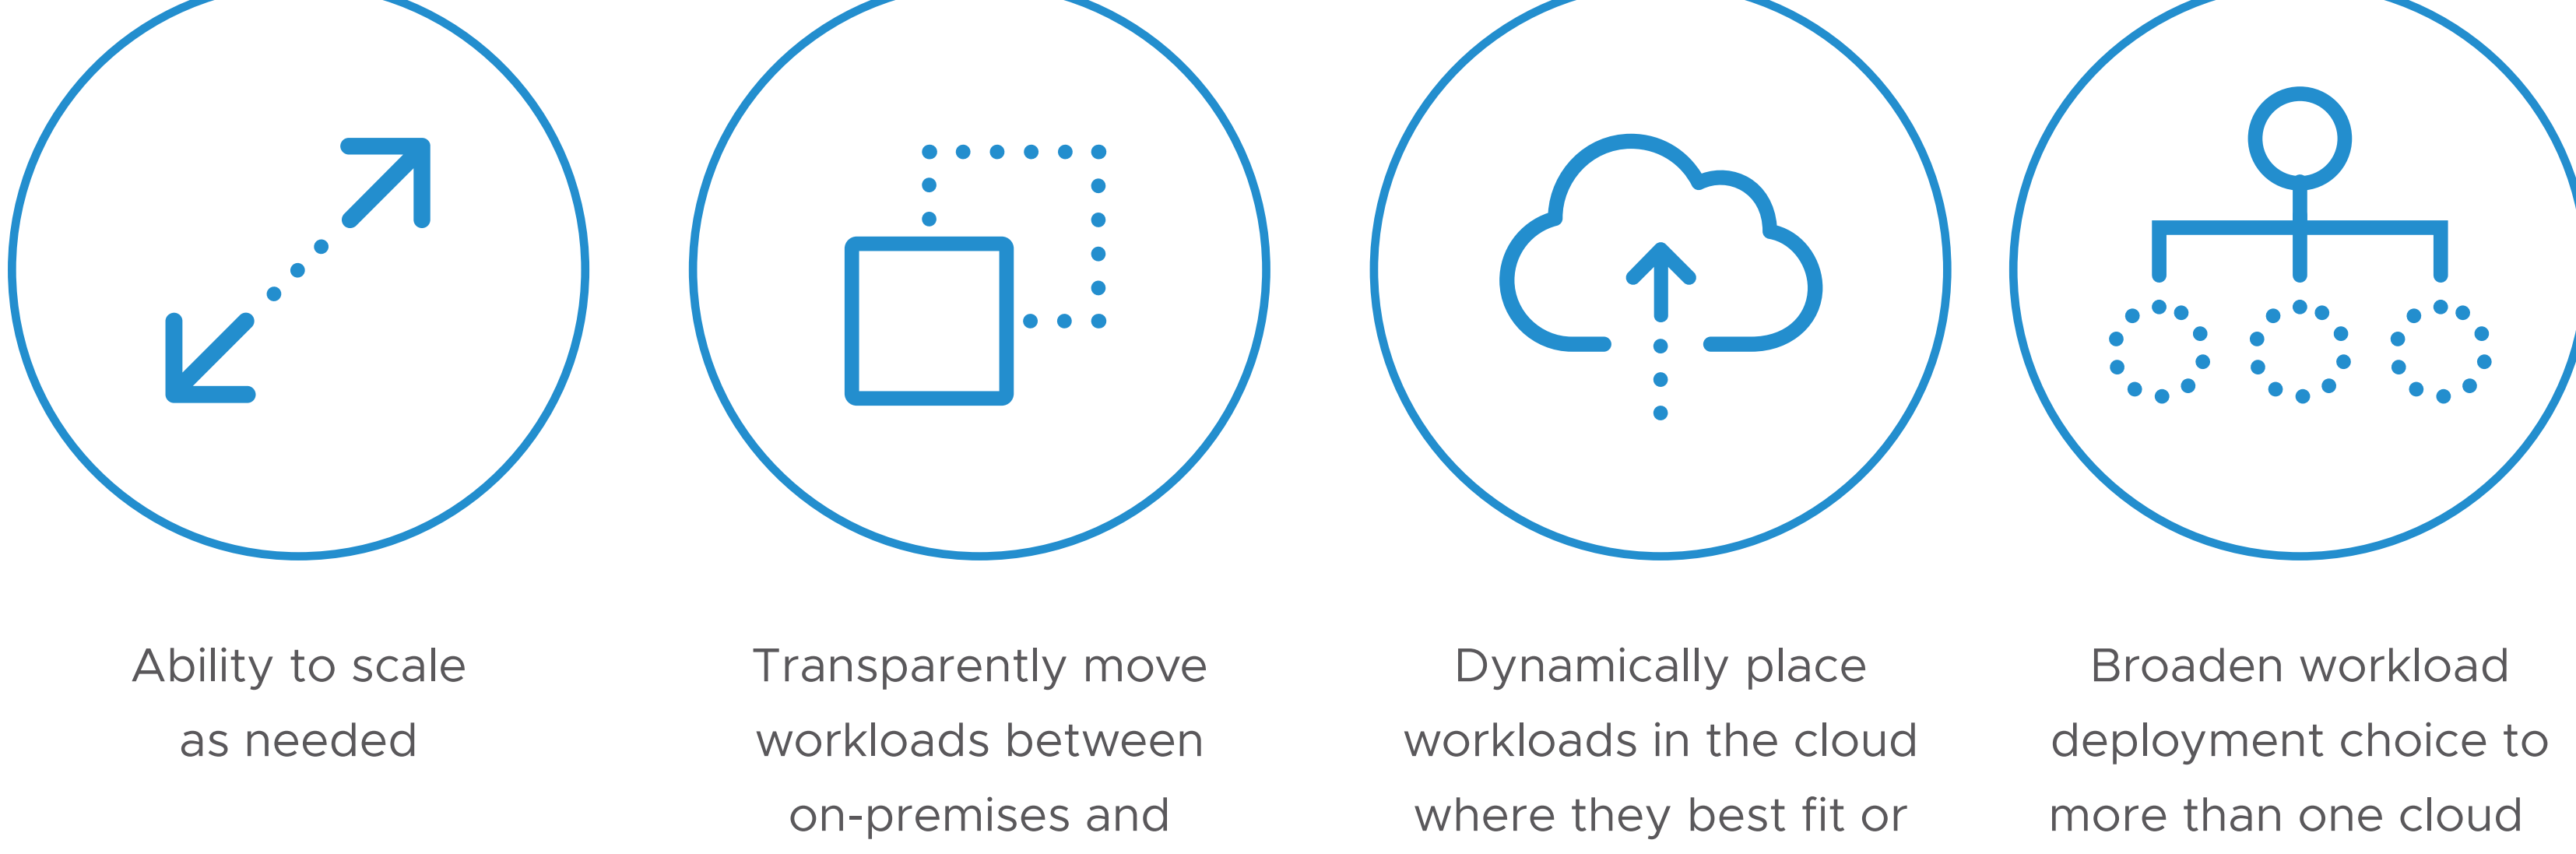 Ability to scale
as needed
Transparently move
workloads between
on-premises and
Dynamically place
workloads in the cloud
where they best fit or
Broaden workload
deployment choice to
more than one cloud